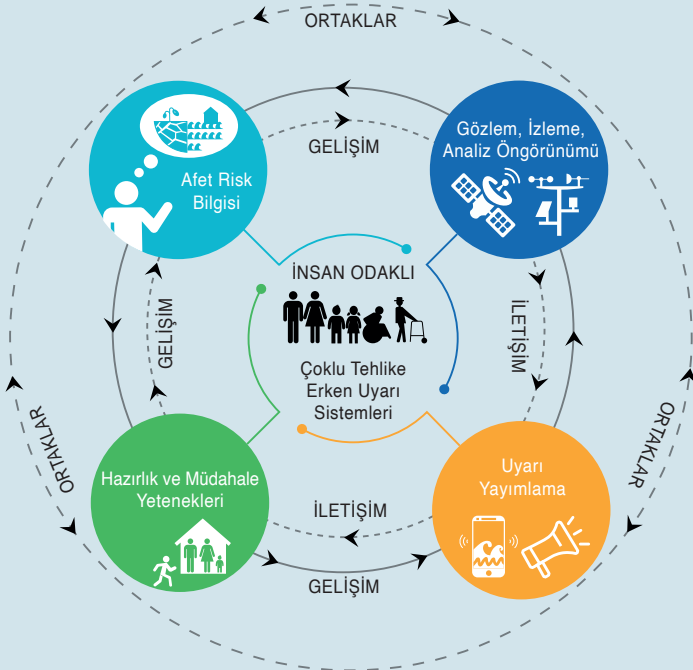 ORTAKLAR
GELİŞİM
Afet Risk
Bilgisi
Gözlem, İzleme,
Analiz Öngörünümü
İNSAN ODAKLI
Çoklu Tehlike
Erken Uyarı
Sistemleri
GELİŞİM
İLETİŞİM
ORTAKLAR
ORTAKLAR
Hazırlık ve Müdahale
Yetenekleri
Uyarı
Yayımlama
İLETİŞİM
GELİŞİM